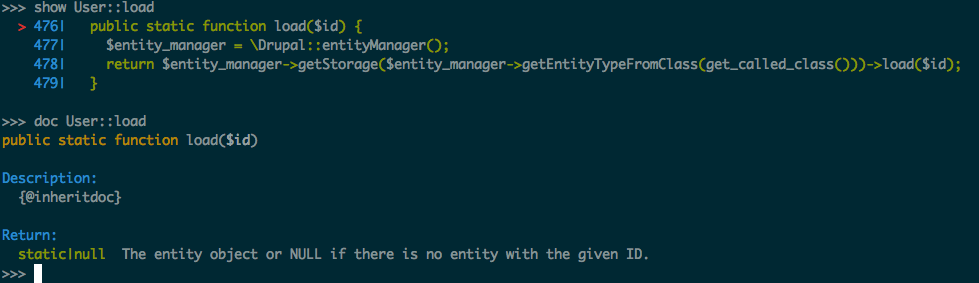 >>> show User::load
  > 476|   public static function load($id) {
    477|     $entity_manager = \Drupal::entityManager();
    478|     return $entity_manager->getStorage($entity_manager->getEntityTypeFromClass(get_called_class()))->load($id);
    479|   }
>>> doc User::load
public static function load($id)
Description:
  {@inheritdoc}
Return:
  static|null  The entity object or NULL if there is no entity with the given ID.
>>>